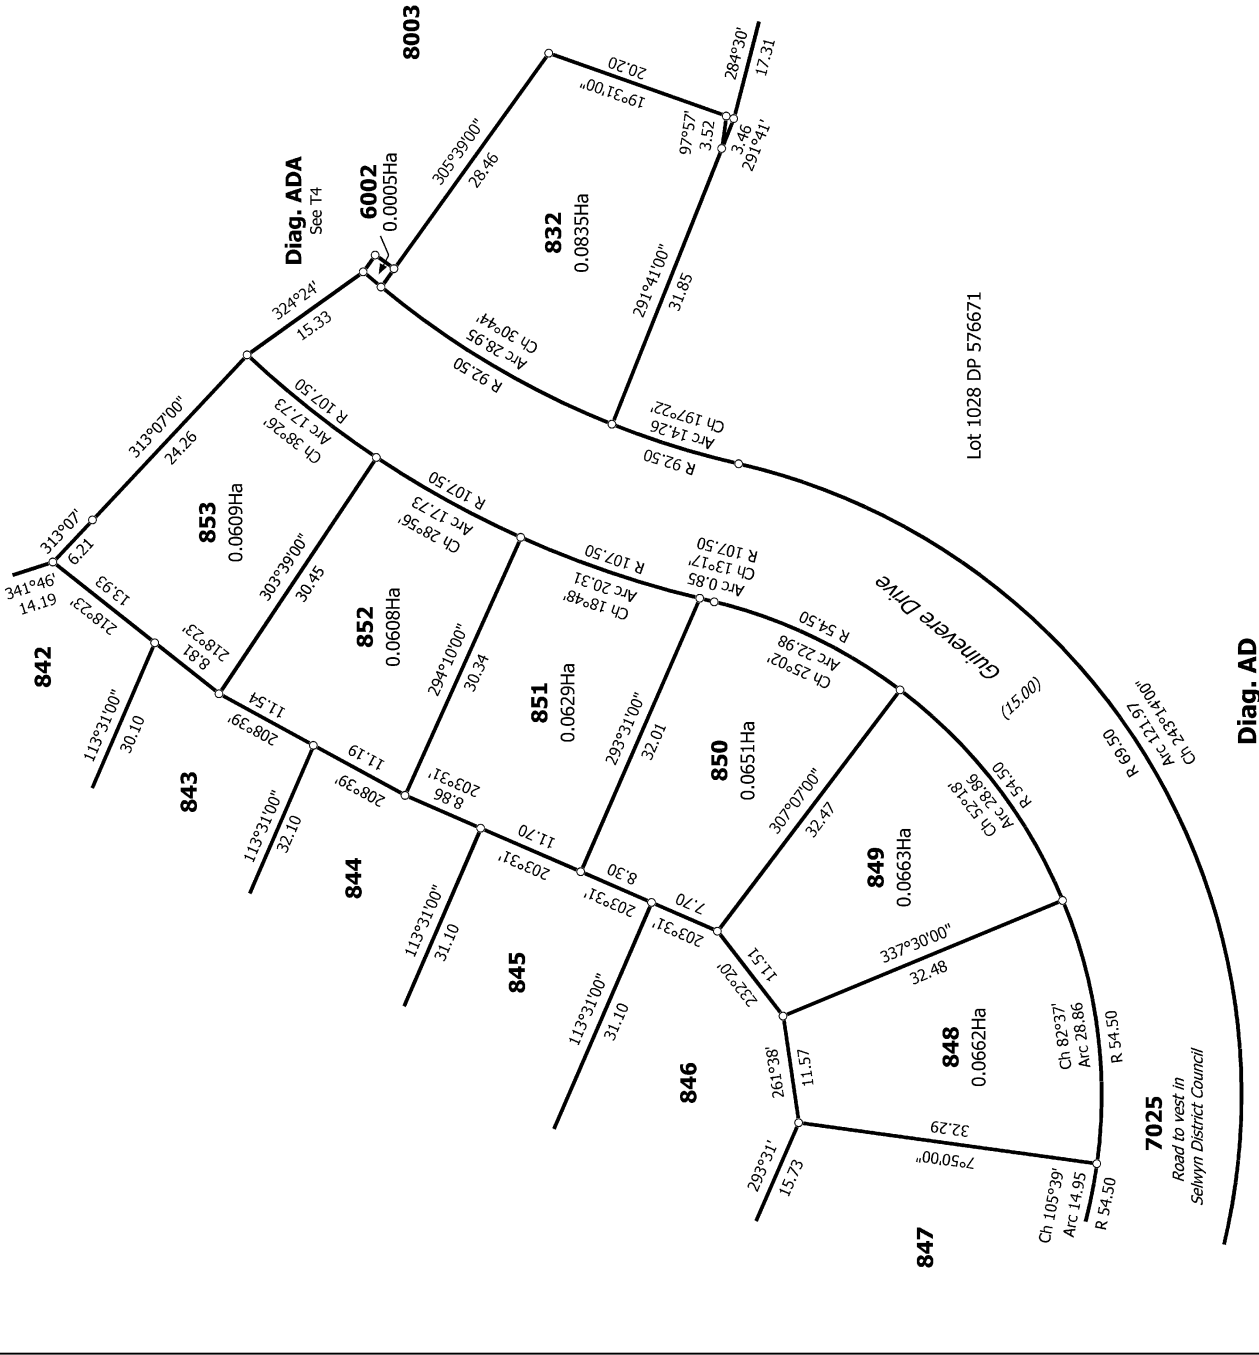 8003
Diag. ADA
See T4
6002
0.0005Ha
305°39'00"
28.46
20.20
19°31'00"
284°30'
17.31
97°57'
3.52
3.46
291°41'
832
0.0835Ha
291°41'00"
31.85
324°24'
15.33
R 92.50
Arc 28.95
Ch 30°44'
R 92.50
Arc 14.26
Ch 197°22'
Lot 1028 DP 576671
313°07'00"
24.26
313°07'
6.21
341°46'
14.19
13.93
218°23'
8.81
218°23'
853
0.0609Ha
R 107.50
Arc 17.73
Ch 38°26'
303°39'00"
30.45
842
113°31'00"
30.10
11.54
208°39'
852
0.0608Ha
R 107.50
Arc 17.73
Ch 28°56'
294°10'00"
30.34
843
113°31'00"
32.10
11.19
208°39'
8.86
203°31'
851
0.0629Ha
R 107.50
Arc 20.31
Ch 18°48'
R 107.50
Ch 13°17'
Arc 0.85
293°31'00"
32.01
844
113°31'00"
31.10
11.70
203°31'
8.30
203°31'
850
0.0651Ha
R 54.50
Arc 22.98
Ch 25°02'
307°07'00"
32.47
845
113°31'00"
31.10
7.70
203°31'
11.51
232°20'
849
0.0663Ha
R 54.50
Arc 28.86
Ch 52°18'
337°30'00"
32.48
846
261°38'
11.57
848
0.0662Ha
Ch 82°37'
Arc 28.86
R 54.50
32.29
7°50'00"
293°31'
15.73
847
Ch 105°39'
Arc 14.95
R 54.50
Guinevere Drive
(15.00)
R 69.50
Arc 121.97
Ch 243°14'00"
7025
Road to vest in
Selwyn District Council
Diag. AD